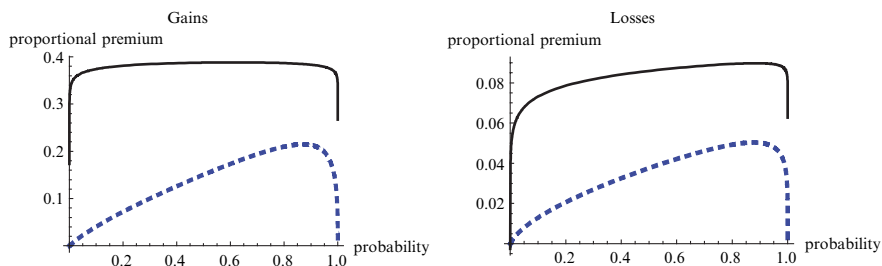 Gains
proportional premium
0.4
0.3
0.2
0.1
0.2 0.4 0.6 0.8 1.0
probability
Losses
proportional premium
0.08
0.06
0.04
0.02
0.2 0.4 0.6 0.8 1.0
probability